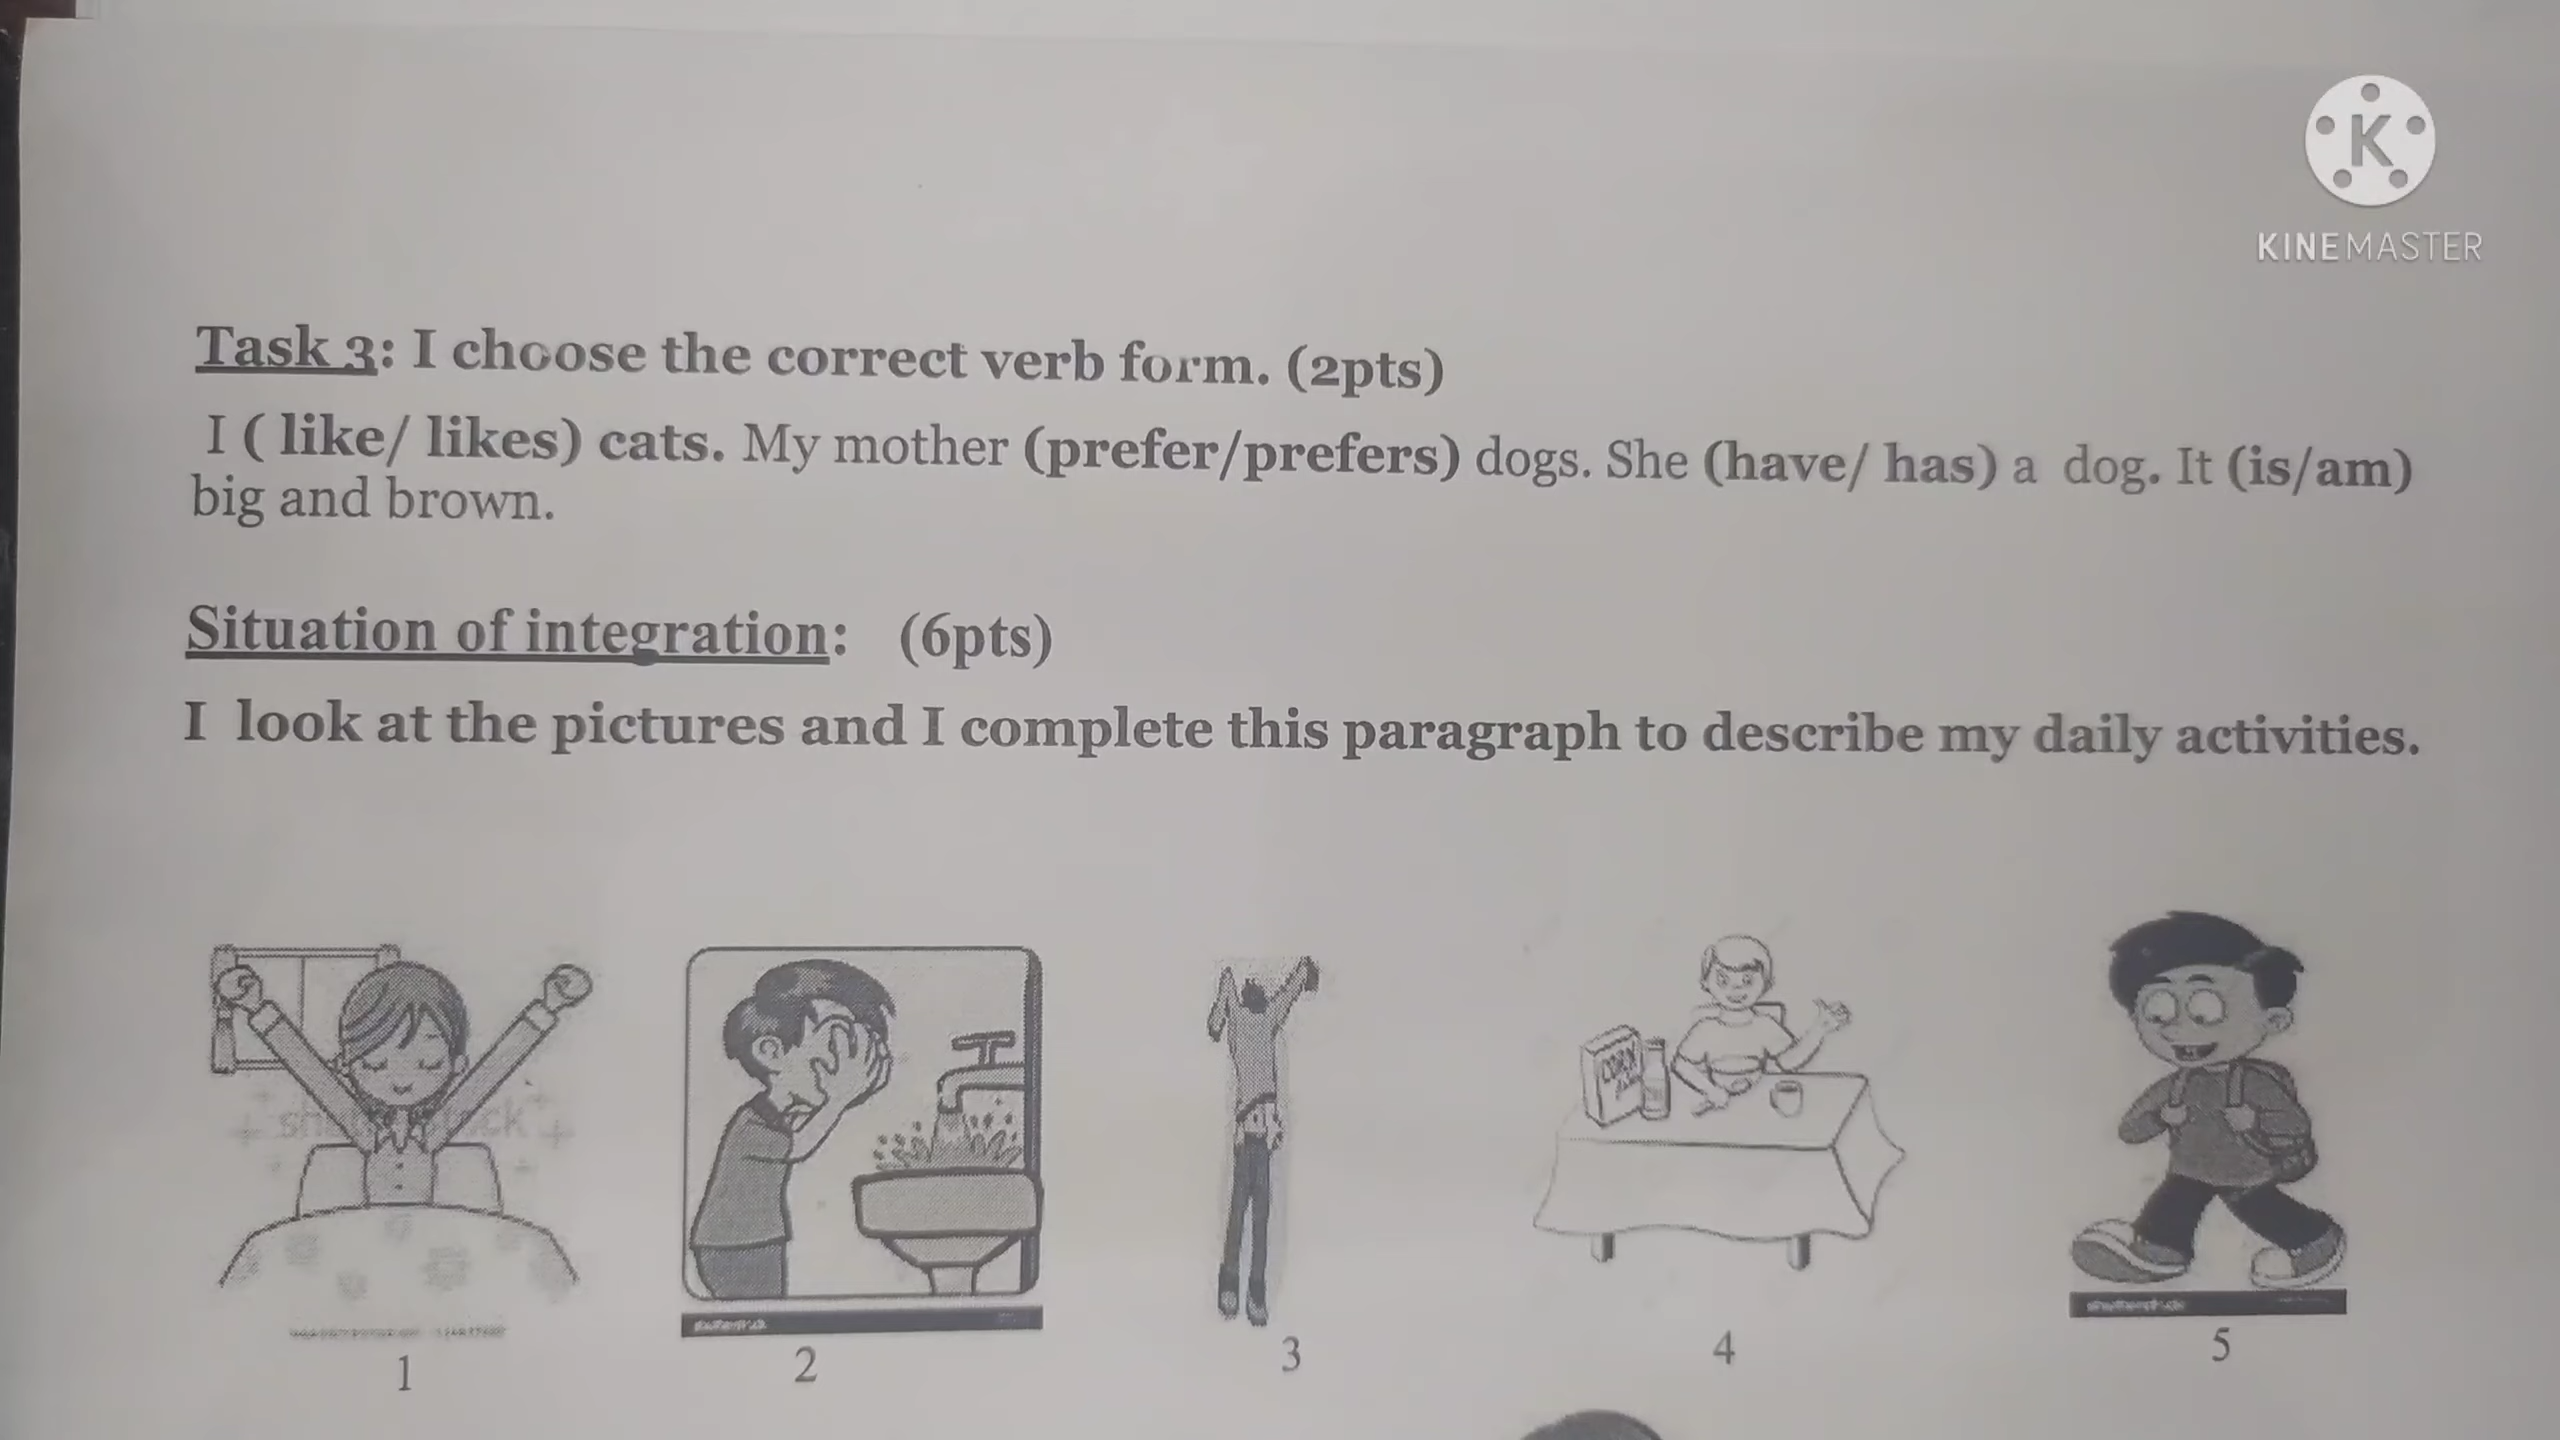 K
KINEMASTER
Task 3: I choose the correct verb form. (2pts)
I ( like/ likes) cats. My mother (prefer/prefers) dogs. She (have/ has) a dog. It (is/am)
big and brown.
Situation of integration: (6pts)
I look at the pictures and I complete this paragraph to describe my daily activities.
CORN
1
2
3
4
5